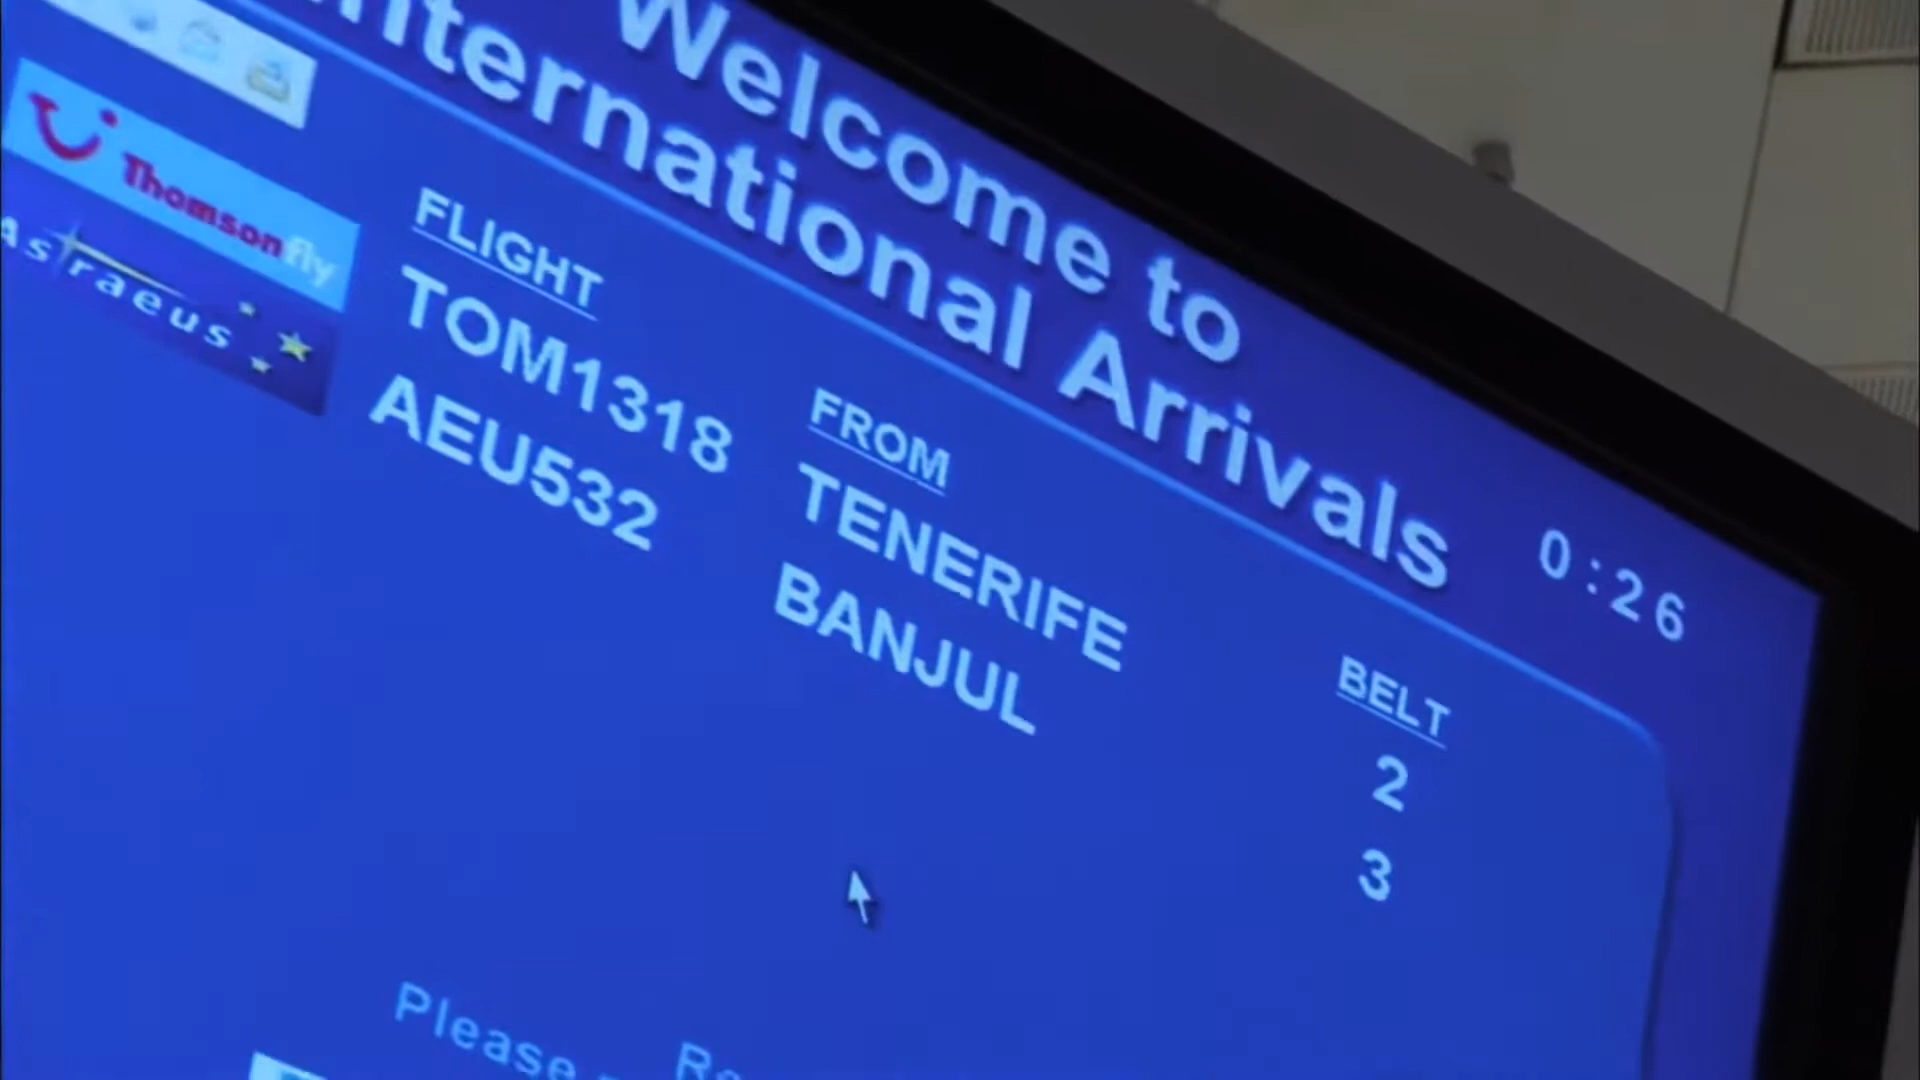 Welcome to
International Arrivals
0:26
Thomsonfly
Astraeus
FLIGHT FROM BELT
TOM1318 TENERIFE 2
AEU532 BANJUL 3
Please